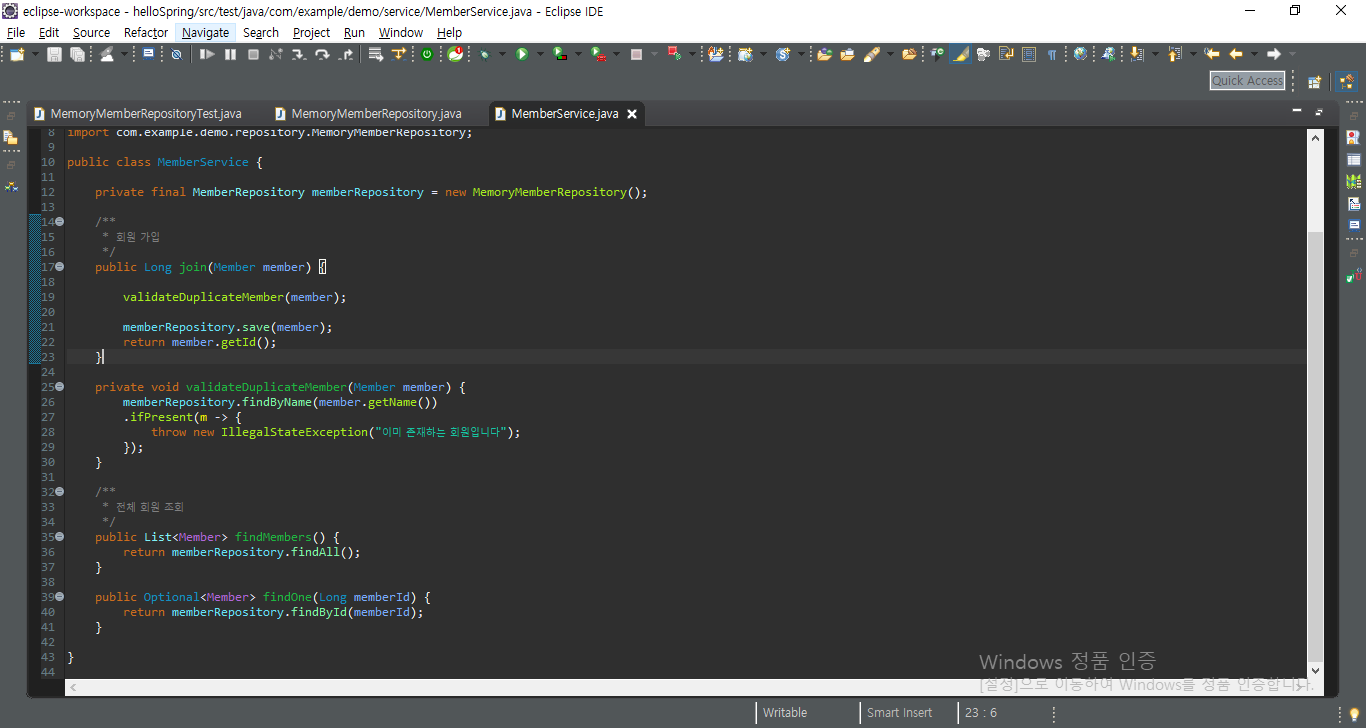 eclipse-workspace - helloSpring/src/test/java/com/example/demo/service/MemberService.java - Eclipse IDE
File Edit Source Refactor Navigate Search Project Run Window Help
Quick Access
MemoryMemberRepositoryTest.java MemoryMemberRepository.java MemberService.java
8 import com.example.demo.repository.MemoryMemberRepository;
9
10 public class MemberService {
11
12 private final MemberRepository memberRepository = new MemoryMemberRepository();
13
14 /**
15 * 회원 가입
16 */
17 public Long join(Member member) {
18
19 validateDuplicateMember(member);
20
21 memberRepository.save(member);
22 return member.getId();
23 }
24
25 private void validateDuplicateMember(Member member) {
26 memberRepository.findByName(member.getName())
27 .ifPresent(m -> {
28 throw new IllegalStateException("이미 존재하는 회원입니다");
29 });
30 }
31
32 /**
33 * 전체 회원 조회
34 */
35 public List<Member> findMembers() {
36 return memberRepository.findAll();
37 }
38
39 public Optional<Member> findOne(Long memberId) {
40 return memberRepository.findById(memberId);
41 }
42
43 }
44
Windows 정품 인증
[설정]으로 이동하여 Windows를 정품 인증합니다.
Writable Smart Insert 23 : 6